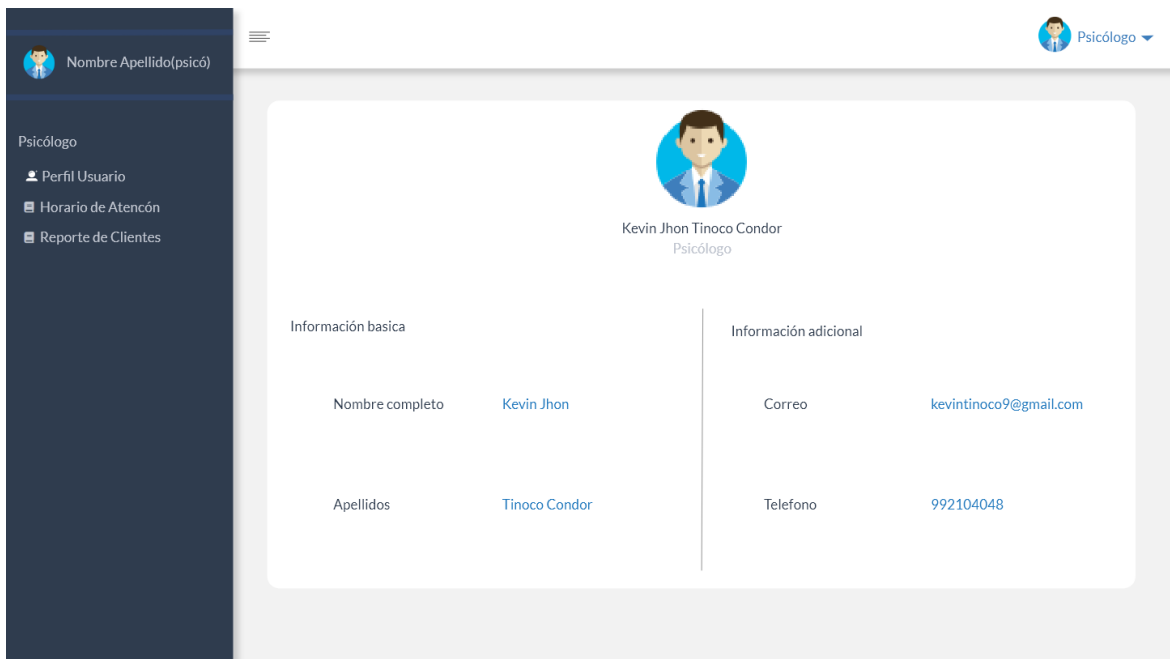 Nombre Apellido(psicó)
Psicólogo
Psicólogo
Perfil Usuario
Horario de Atencón
Reporte de Clientes
Kevin Jhon Tinoco Condor
Psicólogo
Información basica
Nombre completo Kevin Jhon
Apellidos Tinoco Condor
Información adicional
Correo kevintinoco9@gmail.com
Telefono 992104048